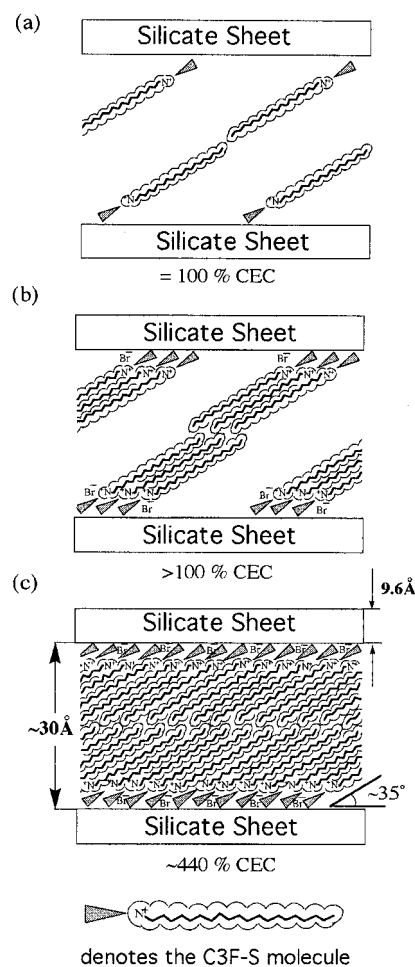 (a)
Silicate Sheet
N+ N+
N N
Silicate Sheet
= 100 % CEC
(b)
Silicate Sheet
Br- Br-
N+ N+ N+ N+ N+ N+
Br- N N N Br- N N N Br-
Br
Silicate Sheet
>100 % CEC
(c)
9.6Å
Silicate Sheet
~30Å
~35°
Silicate Sheet
~440 % CEC
N+
denotes the C3F-S molecule